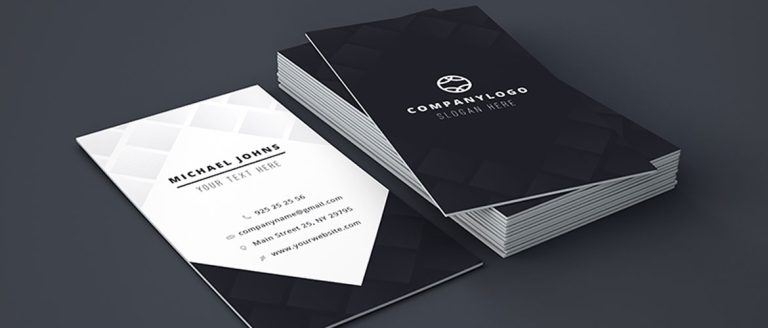 MICHAEL JOHNS
YOUR TEXT HERE
925 25 25 56
companyname@gmail.com
Main Street 25, NY 29795
www.yourwebsite.com
COMPANYLOGO
SLOGAN HERE